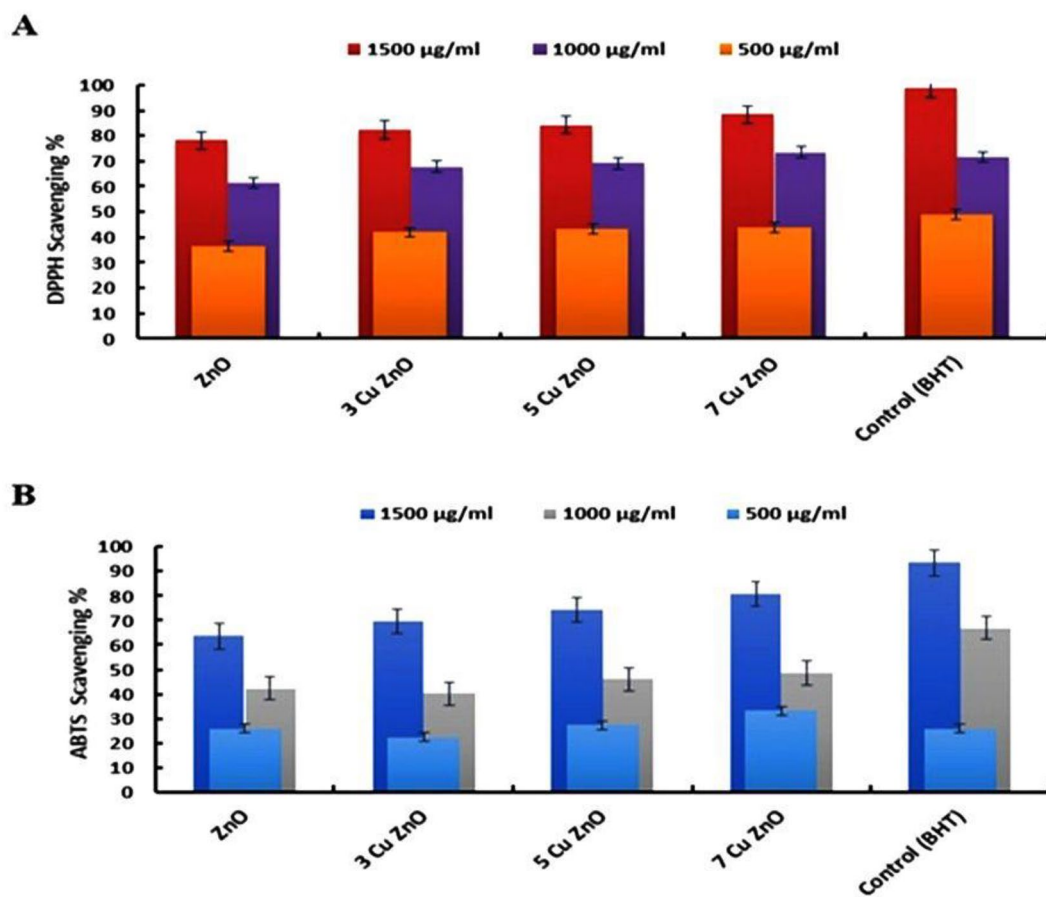 A
1500 µg/ml 1000 µg/ml 500 µg/ml
DPPH Scavenging %
100
90
80
70
60
50
40
30
20
10
0
ZnO
3 Cu ZnO
5 Cu ZnO
7 Cu ZnO
Control (BHT)
B
1500 µg/ml 1000 µg/ml 500 µg/ml
ABTS Scavenging %
100
90
80
70
60
50
40
30
20
10
0
ZnO
3 Cu ZnO
5 Cu ZnO
7 Cu ZnO
Control (BHT)